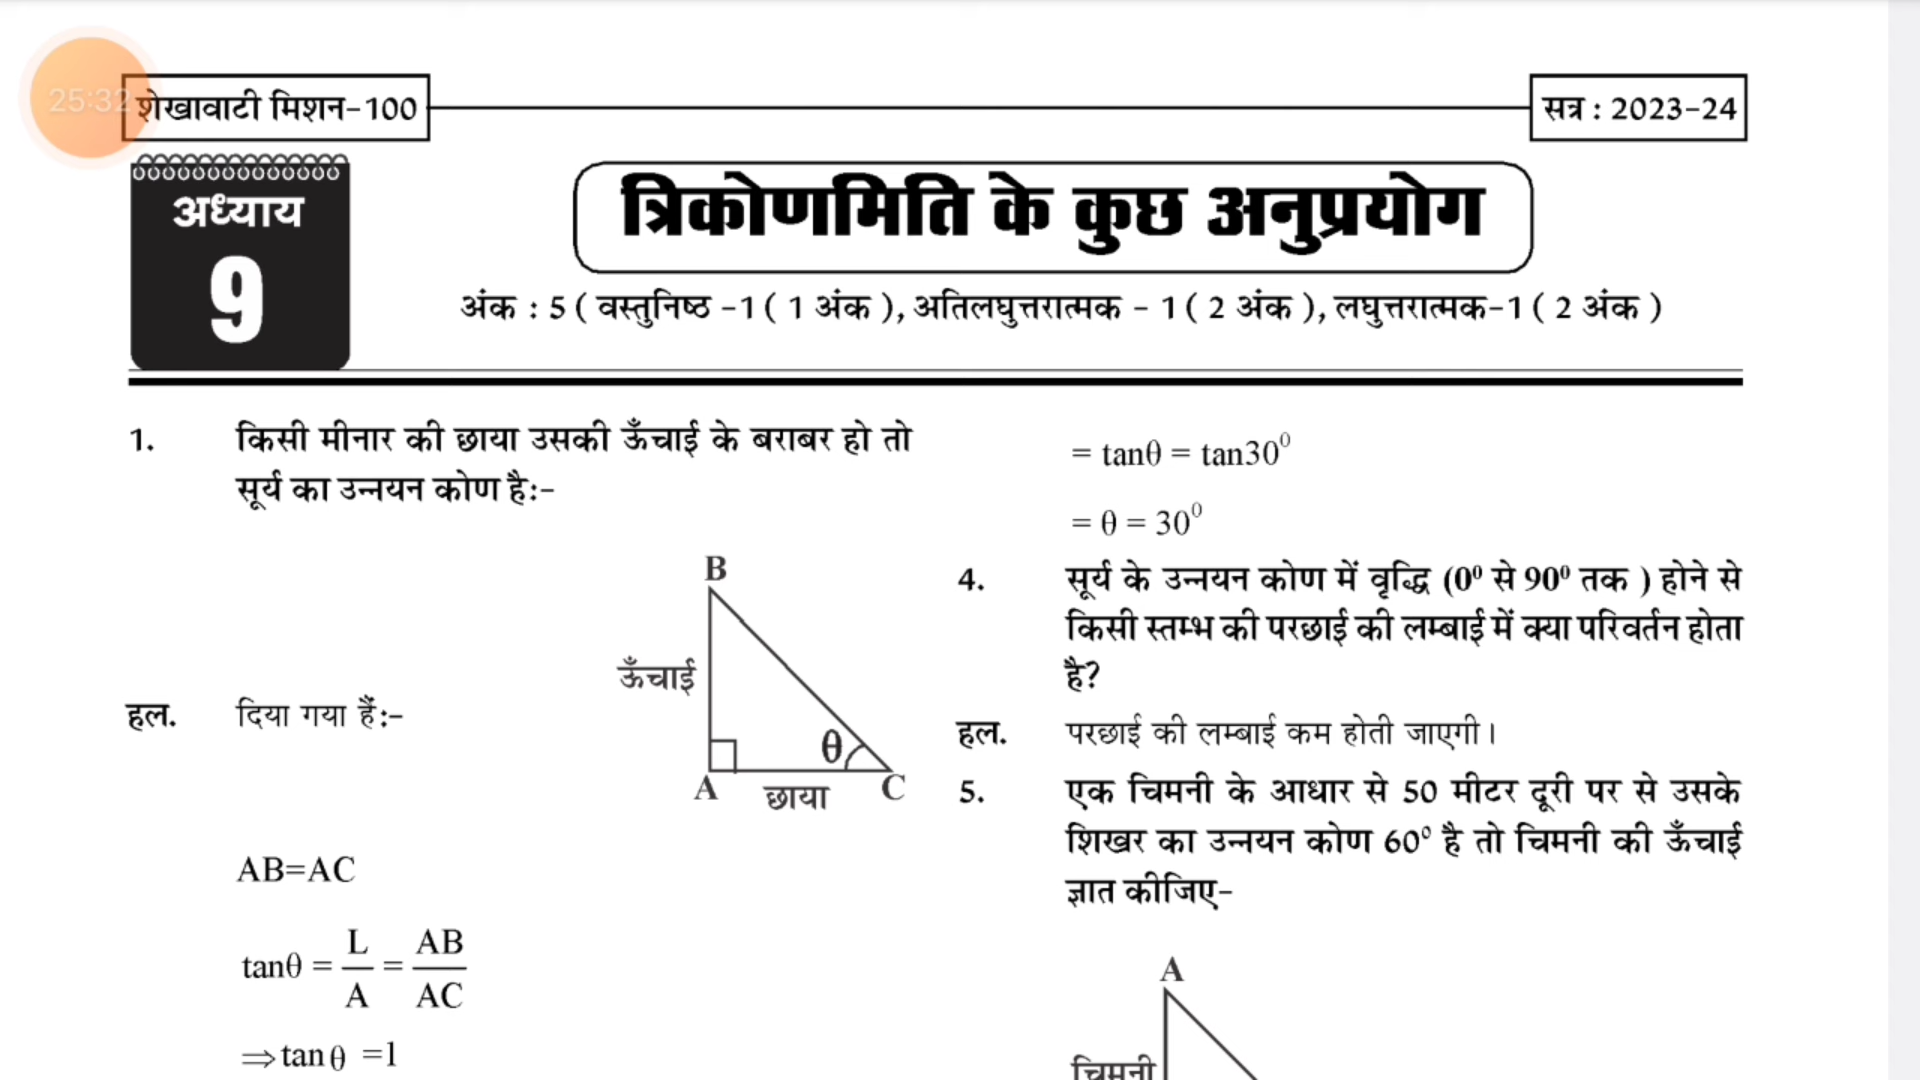 25:32
शेखावाटी मिशन-100
सत्र : 2023-24
अध्याय
9
त्रिकोणमिति के कुछ अनुप्रयोग
अंक : 5 ( वस्तुनिष्ठ -1 ( 1 अंक ), अतिलघुत्तरात्मक - 1 ( 2 अंक ), लघुत्तरात्मक-1 ( 2 अंक )
1. किसी मीनार की छाया उसकी ऊँचाई के बराबर हो तो
सूर्य का उन्नयन कोण है:-
B
ऊँचाई
θ
A छाया C
हल. दिया गया हैं:-
AB=AC
tanθ = L/A = AB/AC
⇒tanθ =1
= tanθ = tan30⁰
= θ = 30⁰
4. सूर्य के उन्नयन कोण में वृद्धि (0⁰ से 90⁰ तक ) होने से
किसी स्तम्भ की परछाई की लम्बाई में क्या परिवर्तन होता
है?
हल. परछाई की लम्बाई कम होती जाएगी।
5. एक चिमनी के आधार से 50 मीटर दूरी पर से उसके
शिखर का उन्नयन कोण 60⁰ है तो चिमनी की ऊँचाई
ज्ञात कीजिए-
A
चिमनी